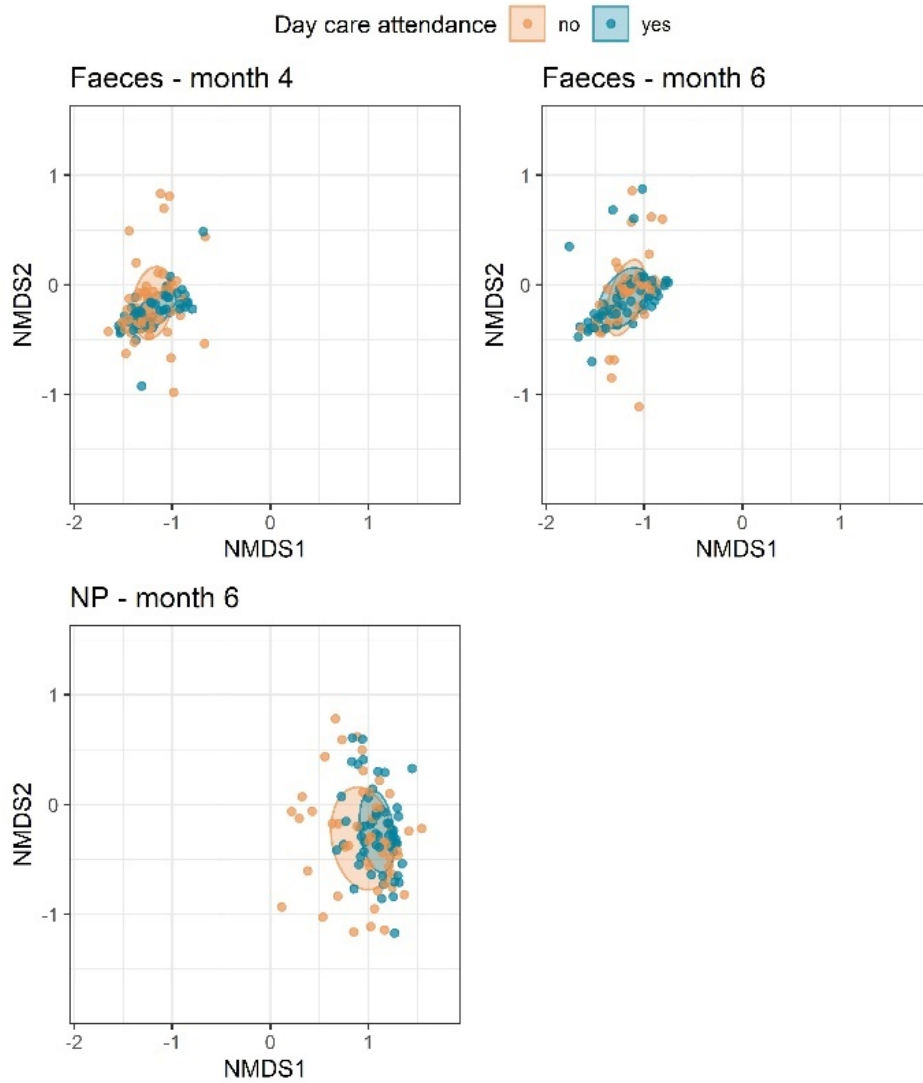 Day care attendance no yes
Faeces - month 4
Faeces - month 6
1
0
-1
NMDS2
-2 -1 0 1
NMDS1
1
0
-1
NMDS2
-2 -1 0 1
NMDS1
NP - month 6
1
0
-1
NMDS2
-2 -1 0 1
NMDS1